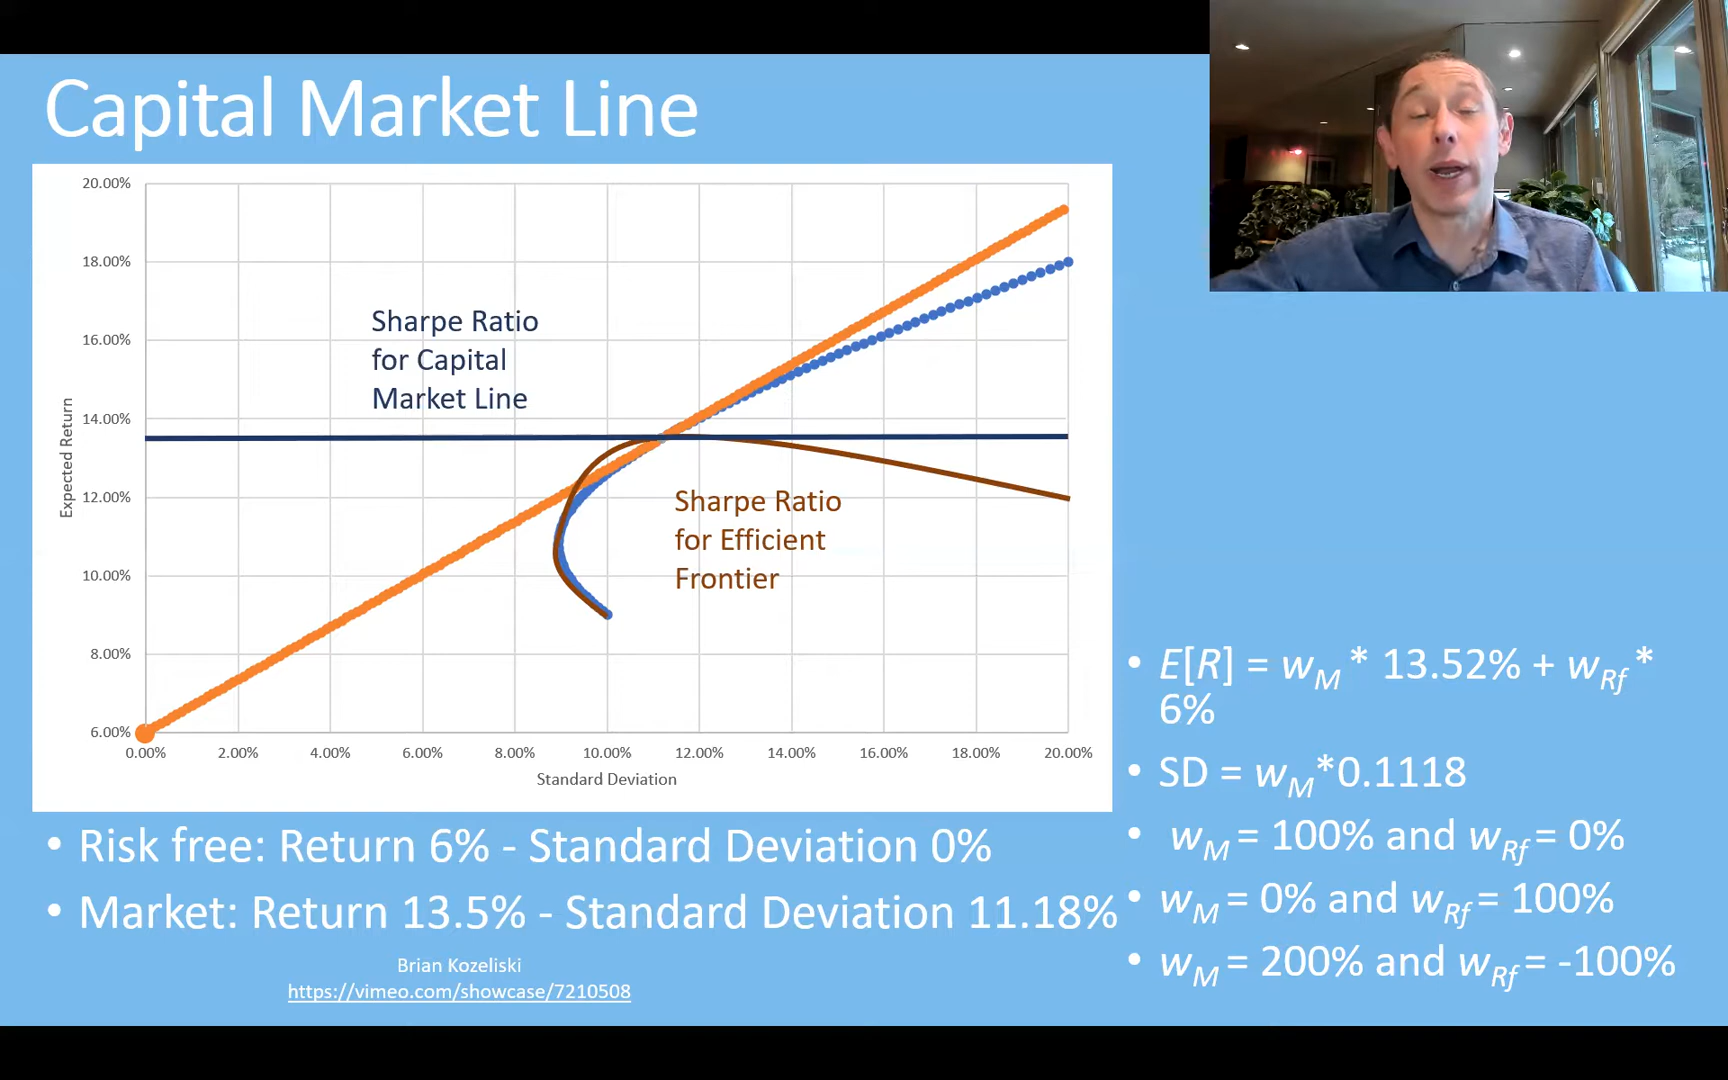 Capital Market Line
20.00%
18.00%
16.00%
14.00%
12.00%
10.00%
8.00%
6.00%
Expected Return
0.00% 2.00% 4.00% 6.00% 8.00% 10.00% 12.00% 14.00% 16.00% 18.00% 20.00%
Standard Deviation
Sharpe Ratio
for Capital
Market Line
Sharpe Ratio
for Efficient
Frontier
• Risk free: Return 6% - Standard Deviation 0%
• Market: Return 13.5% - Standard Deviation 11.18%
Brian Kozeliski
https://vimeo.com/showcase/7210508
• E[R] = wM * 13.52% + wRf *
6%
• SD = wM*0.1118
• wM = 100% and wRf = 0%
• wM = 0% and wRf = 100%
• wM = 200% and wRf = -100%